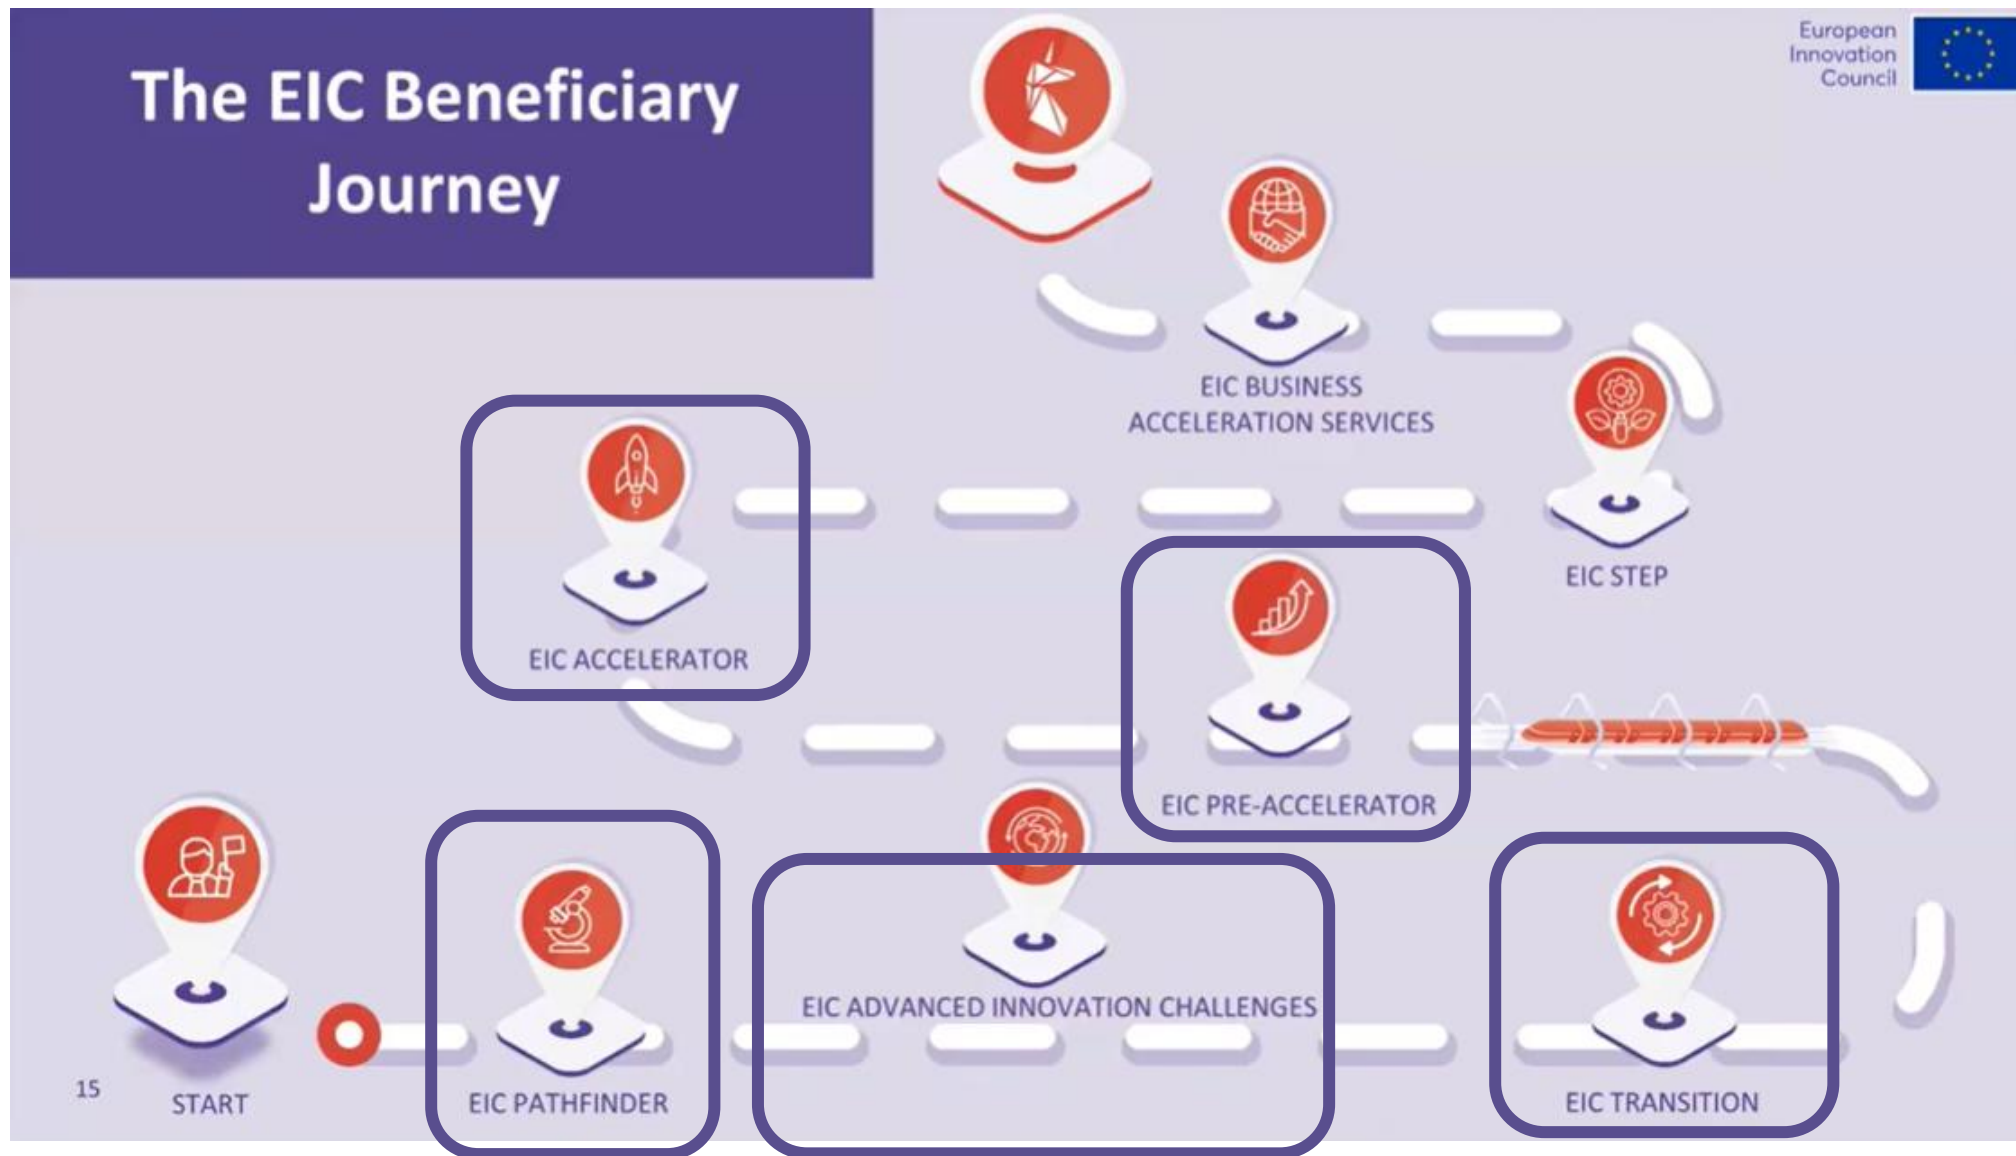 The EIC Beneficiary
Journey
European
Innovation
Council
EIC BUSINESS
ACCELERATION SERVICES
EIC STEP
EIC ACCELERATOR
EIC PRE-ACCELERATOR
EIC ADVANCED INNOVATION CHALLENGES
15
START
EIC PATHFINDER
EIC TRANSITION